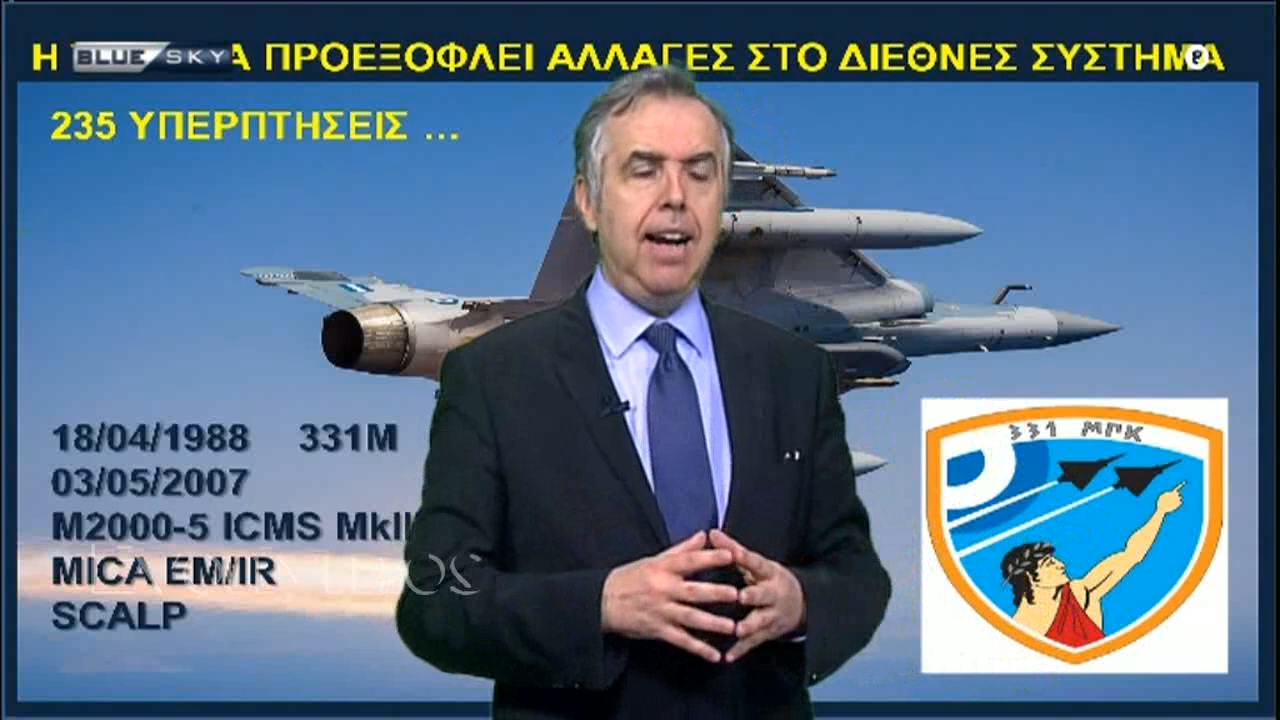 Η Α ΠΡΟΕΞΟΦΛΕΙ ΑΛΛΑΓΕΣ ΣΤΟ ΔΙΕΘΝΕΣ ΣΥΣΤΗΜΑ
BLUE SKY
235 ΥΠΕΡΠΤΗΣΕΙΣ …
18/04/1988 331Μ
03/05/2007
M2000-5 ICMS MkII
MICA EM/IR
SCALP
331 ΜΠΚ